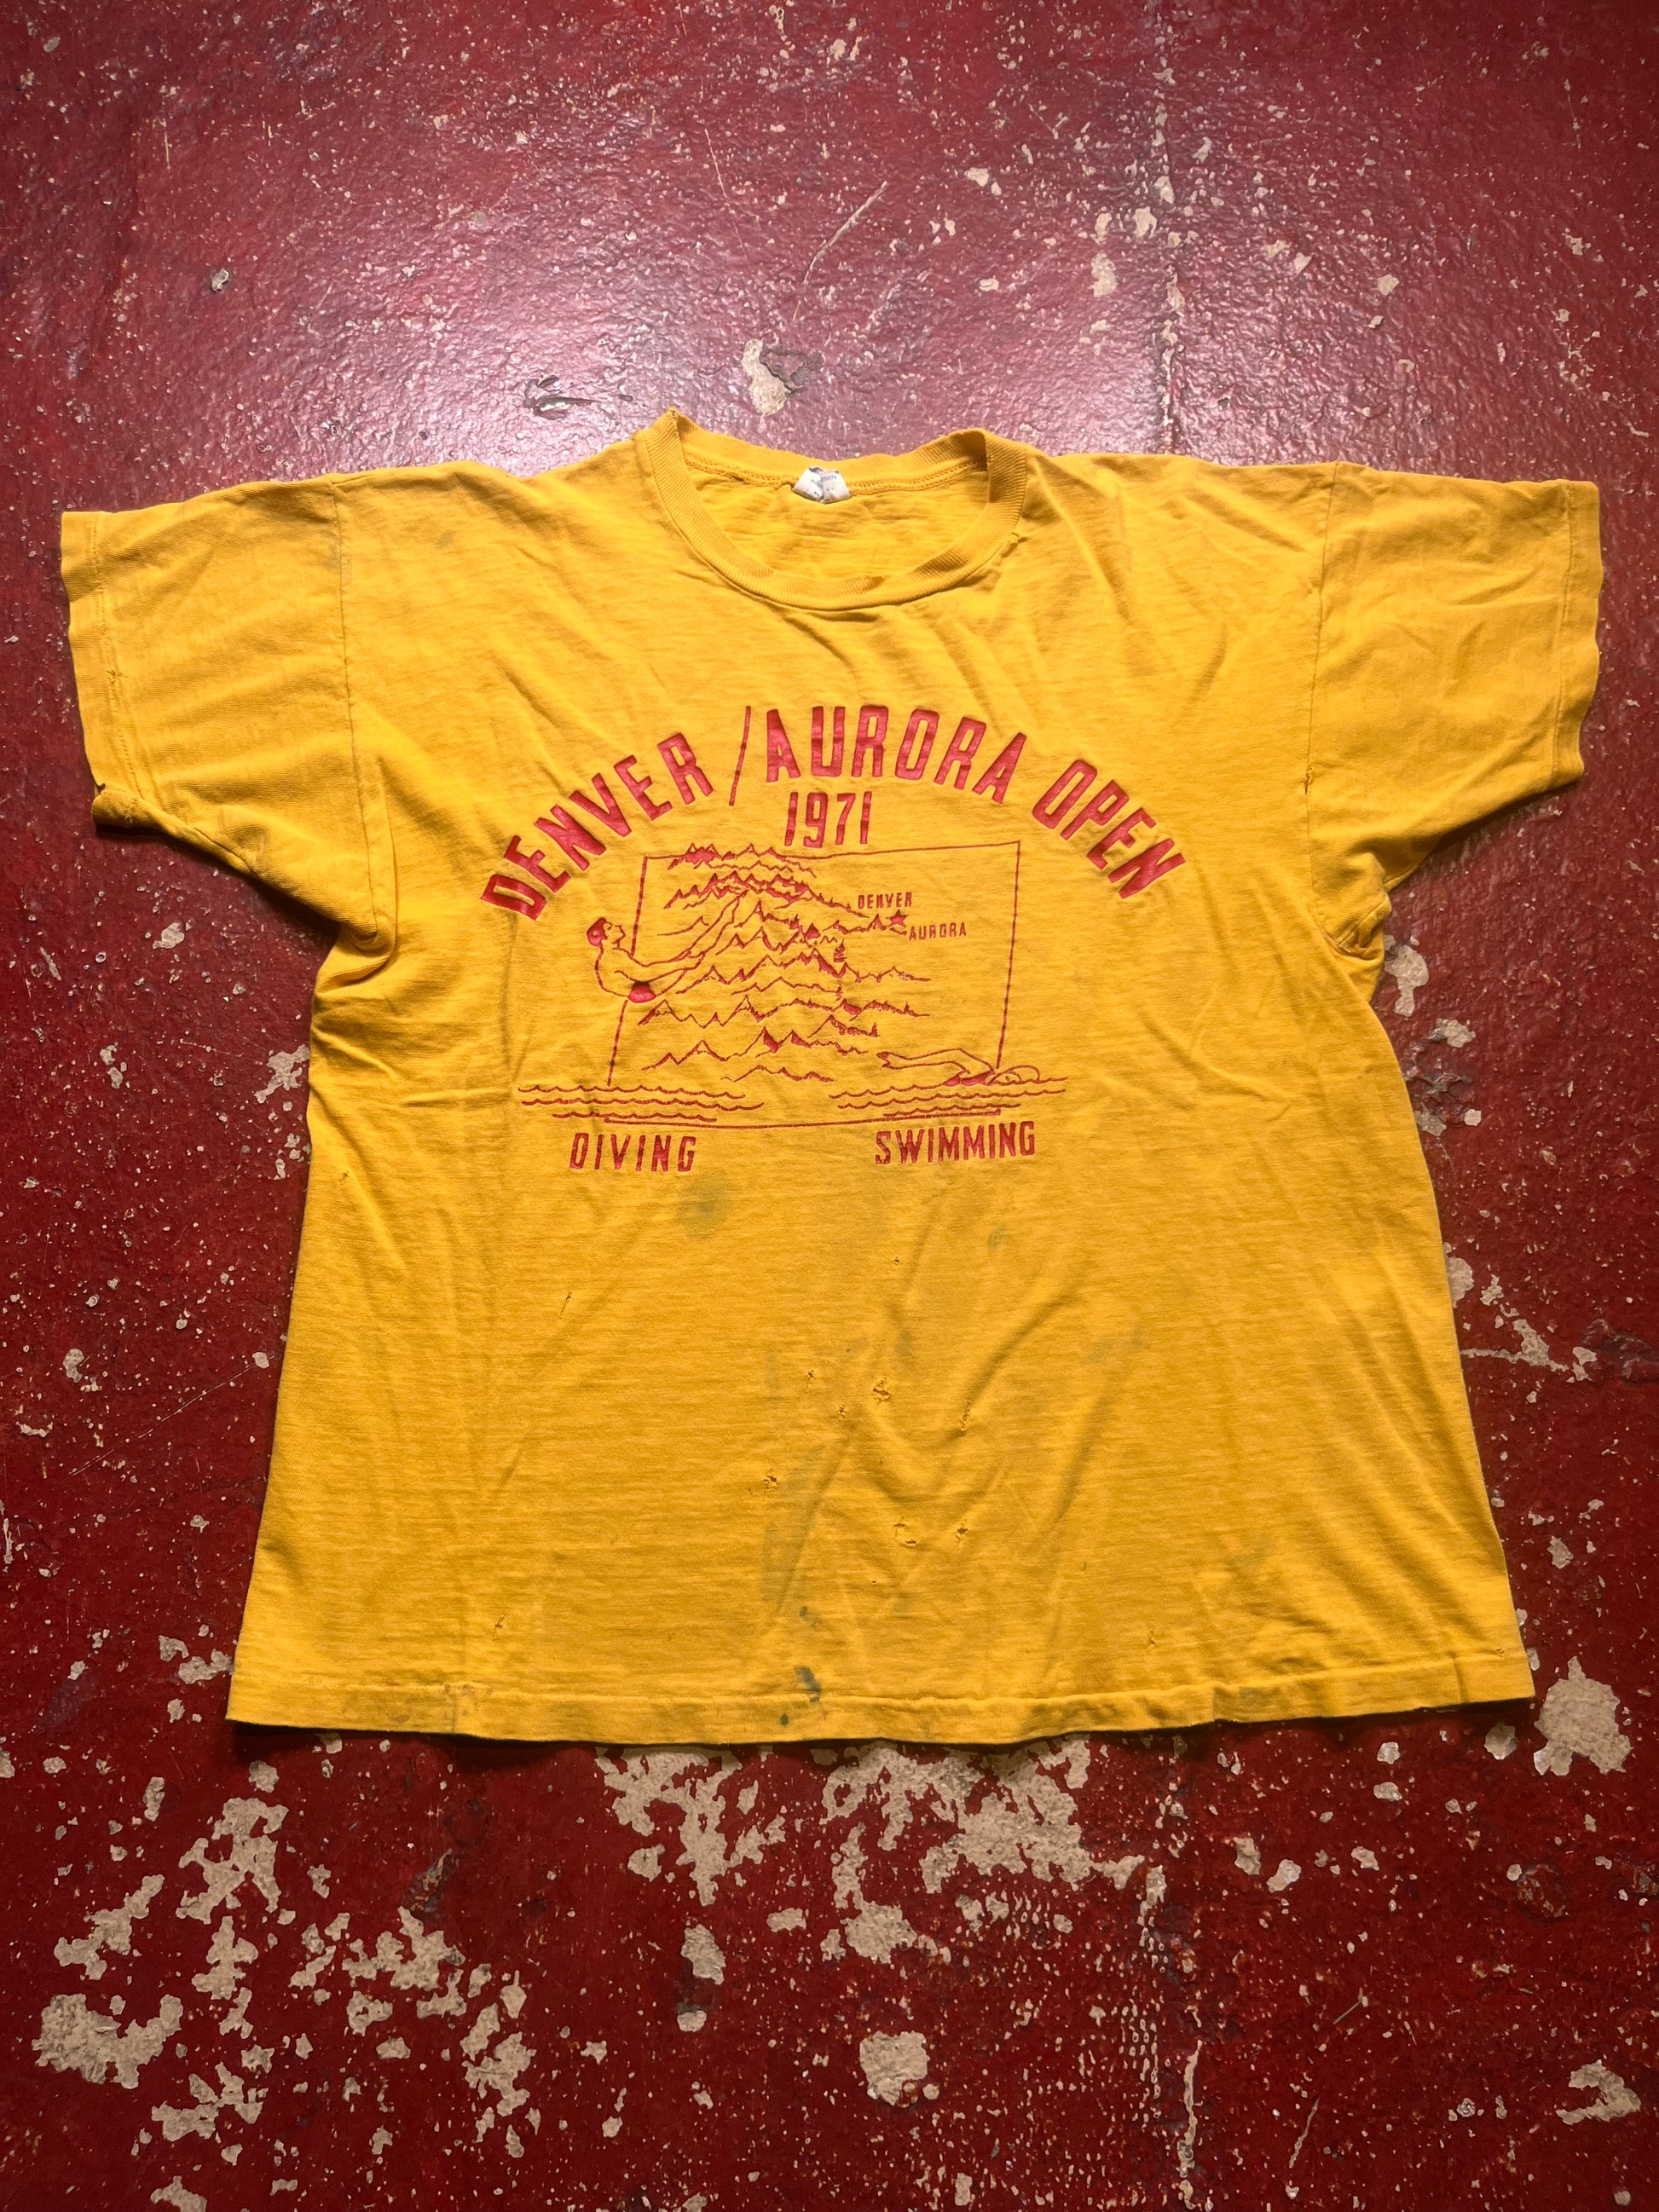 DENVER / AURORA OPEN
1971
DENVER
AURORA
DIVING
SWIMMING